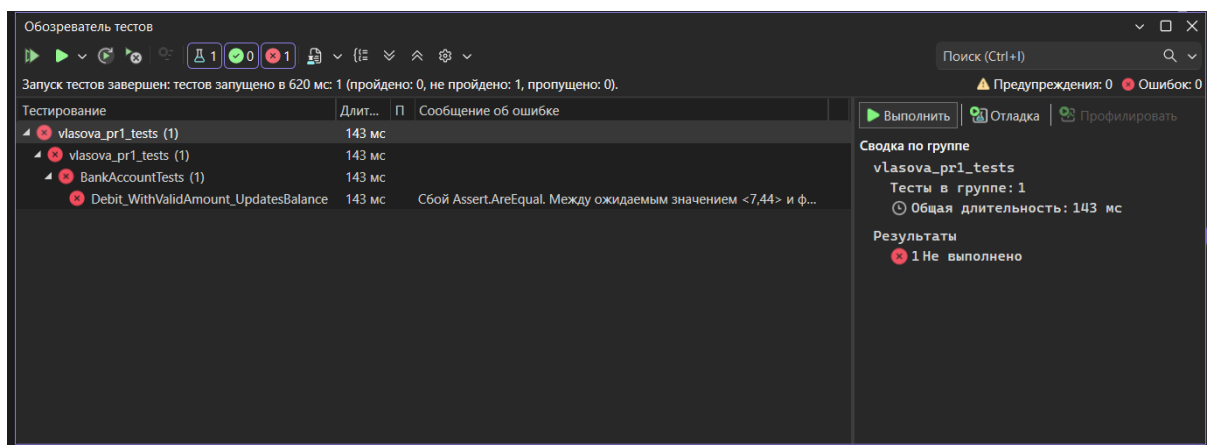 Обозреватель тестов
1 0 1 Поиск (Ctrl+I)
Запуск тестов завершен: тестов запущено в 620 мс: 1 (пройдено: 0, не пройдено: 1, пропущено: 0). Предупреждения: 0 Ошибок: 0
Тестирование Длит... П Сообщение об ошибке
vlasova_pr1_tests (1) 143 мс
vlasova_pr1_tests (1) 143 мс
BankAccountTests (1) 143 мс
Debit_WithValidAmount_UpdatesBalance 143 мс Сбой Assert.AreEqual. Между ожидаемым значением <7,44> и ф...
Выполнить Отладка Профилировать
Сводка по группе
vlasova_pr1_tests
Тесты в группе: 1
Общая длительность: 143 мс
Результаты
1 Не выполнено